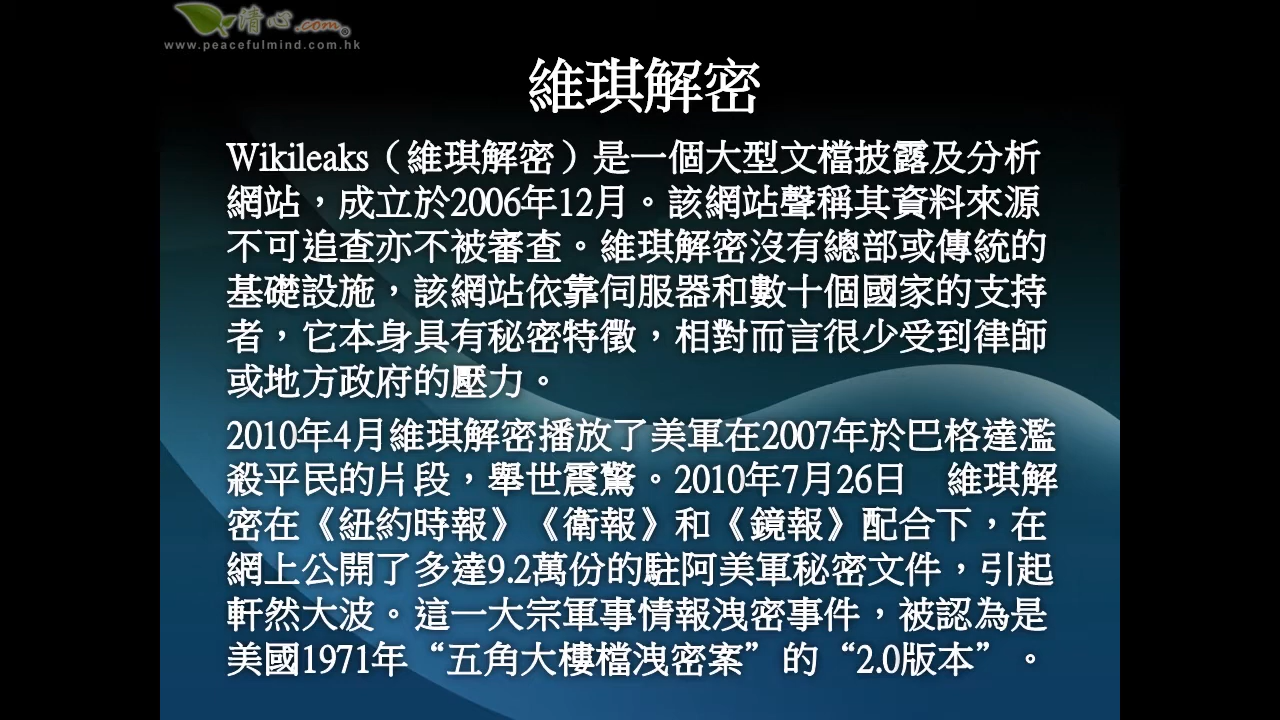 清心.com®
www.peacefulmind.com.hk
維琪解密
Wikileaks（維琪解密）是一個大型文檔披露及分析
網站，成立於2006年12月。該網站聲稱其資料來源
不可追查亦不被審查。維琪解密沒有總部或傳統的
基礎設施，該網站依靠伺服器和數十個國家的支持
者，它本身具有秘密特徵，相對而言很少受到律師
或地方政府的壓力。
2010年4月維琪解密播放了美軍在2007年於巴格達濫
殺平民的片段，舉世震驚。2010年7月26日　維琪解
密在《紐約時報》《衛報》和《鏡報》配合下，在
網上公開了多達9.2萬份的駐阿美軍秘密文件，引起
軒然大波。這一大宗軍事情報洩密事件，被認為是
美國1971年“五角大樓檔洩密案”的“2.0版本”。